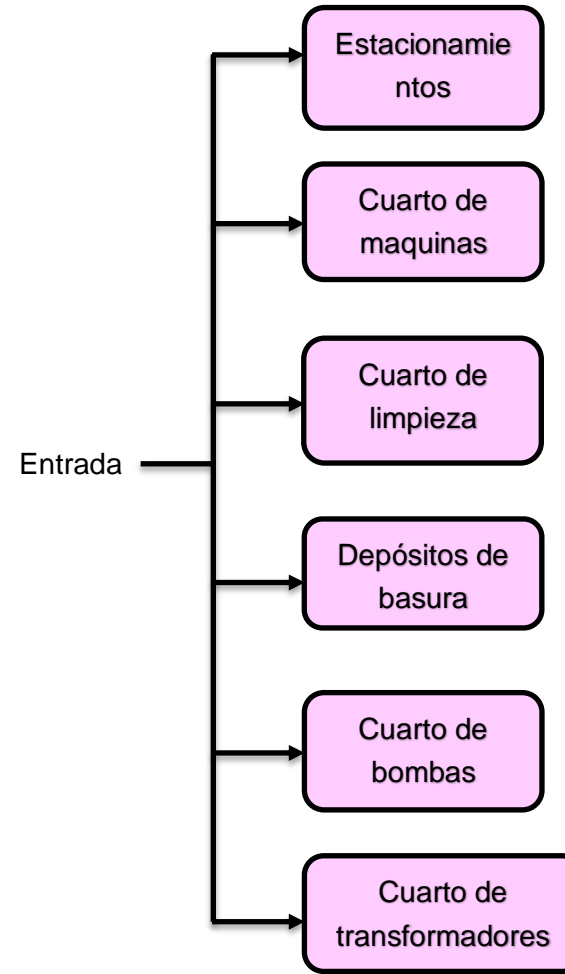 Estacionamie
ntos
Cuarto de
maquinas
Cuarto de
limpieza
Entrada
Depósitos de
basura
Cuarto de
bombas
Cuarto de
transformadores